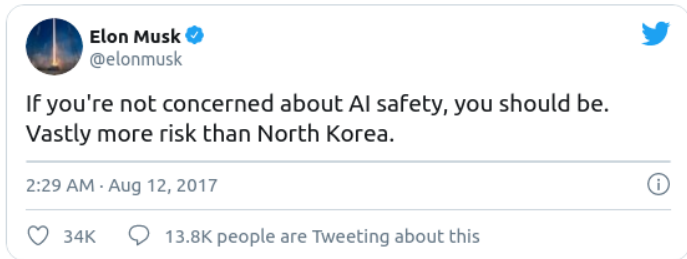 Elon Musk
@elonmusk
If you're not concerned about AI safety, you should be.
Vastly more risk than North Korea.
2:29 AM · Aug 12, 2017
34K 13.8K people are Tweeting about this